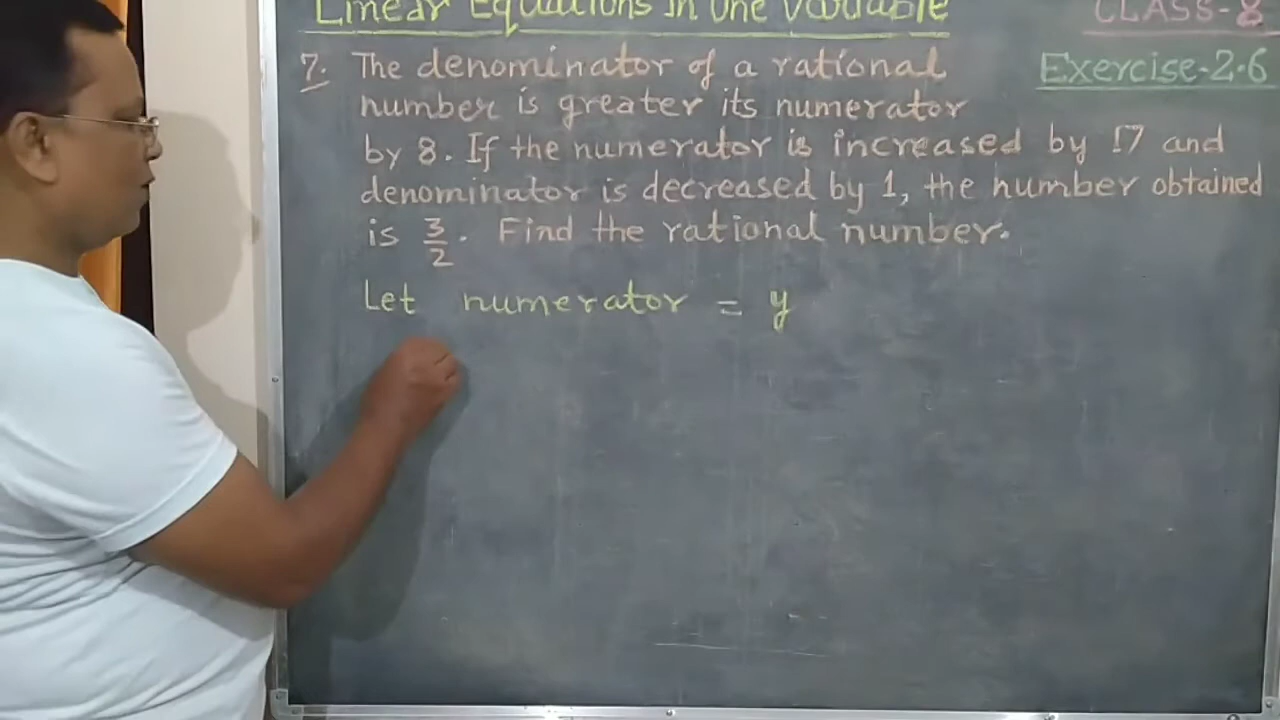 Linear Equations in One Variable
CLASS-8
Exercise-2.6
7. The denominator of a rational
number is greater its numerator
by 8. If the numerator is increased by 17 and
denominator is decreased by 1, the number obtained
is 3/2. Find the rational number.
Let numerator = y